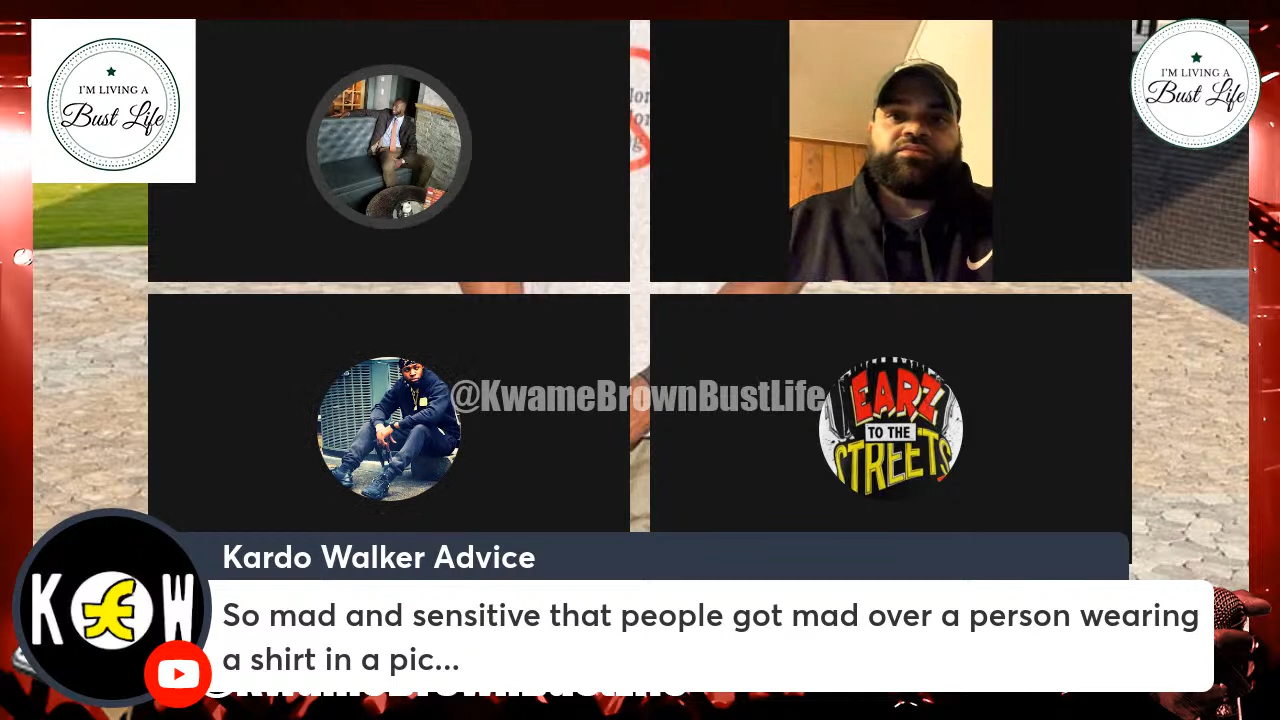 I'M LIVING A
Bust Life
I'M LIVING A
Bust Life
@KwameBrownBustLife
EARZ
TO THE
STREETS
K W
Kardo Walker Advice
So mad and sensitive that people got mad over a person wearing
a shirt in a pic...